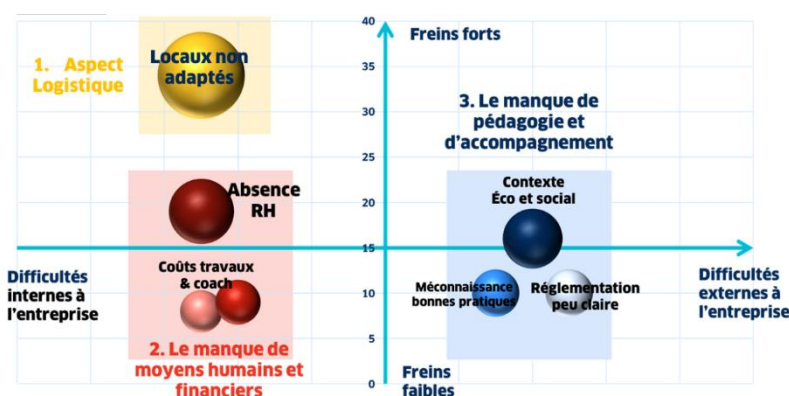 1. Aspect
Logistique
Locaux non
adaptés
Freins forts
3. Le manque de
pédagogie et
d'accompagnement
Absence
RH
Contexte
Éco et social
Difficultés
internes à
l'entreprise
Coûts travaux
& coach
Méconnaissance
bonnes pratiques
Réglementation
peu claire
Difficultés
externes à
l'entreprise
2. Le manque de
moyens humains et
financiers
Freins
faibles
40
35
30
25
20
15
10
5
0